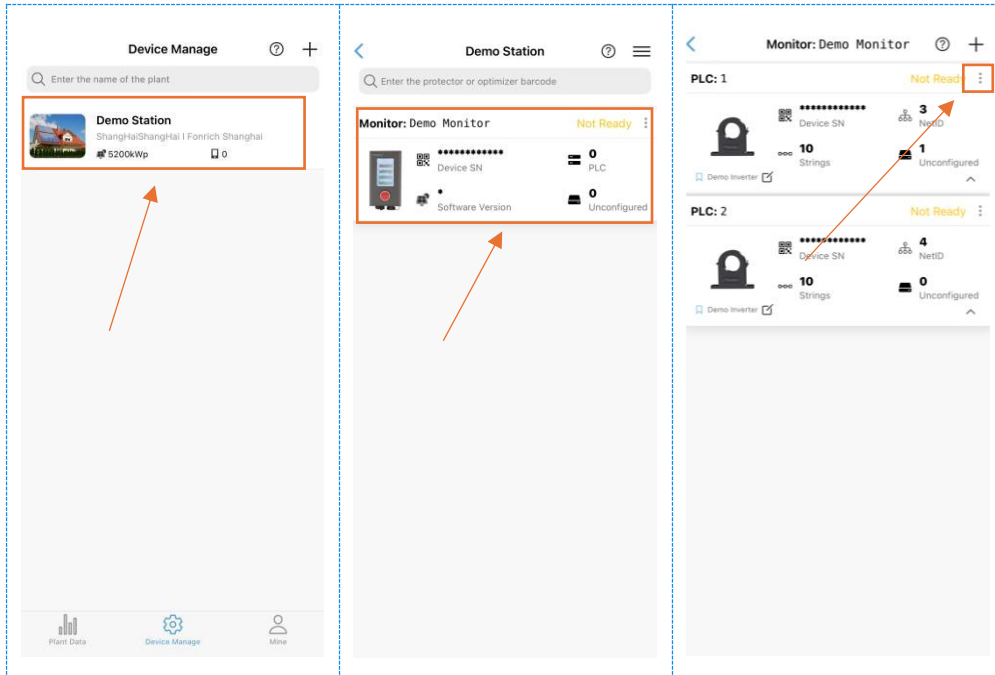 Device Manage
Enter the name of the plant
Demo Station
ShangHaiShangHai I Fonrich Shanghai
5200kWp 0
Plant Data
Device Manage
Mine
Demo Station
Enter the protector or optimizer barcode
Monitor: Demo Monitor Not Ready
************ 0
Device SN PLC
* 0
Software Version Unconfigured
Monitor: Demo Monitor
PLC: 1 Not Ready
************ 3
Device SN NetID
10 1
Strings Unconfigured
Demo Inverter
PLC: 2 Not Ready
************ 4
Device SN NetID
10 0
Strings Unconfigured
Demo Inverter